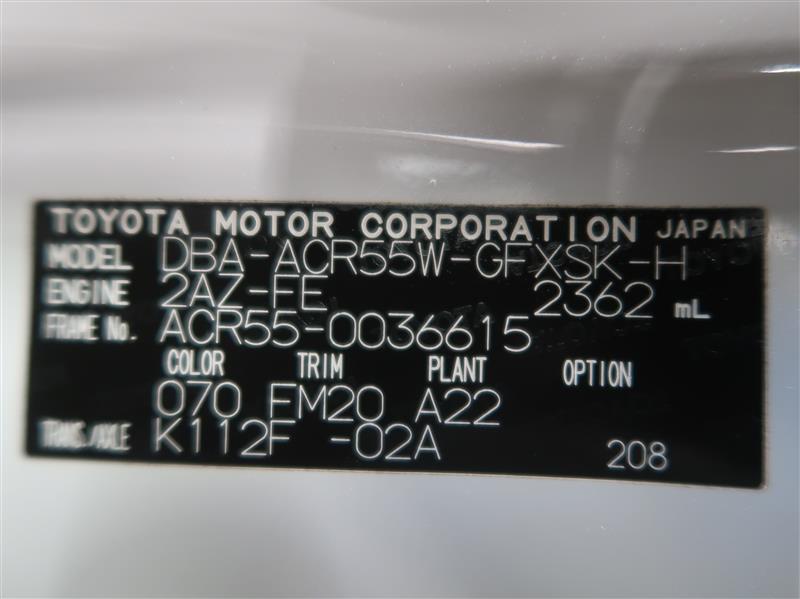 TOYOTA MOTOR CORPORATION JAPAN
MODEL DBA-ACR55W-GFXSK-H
ENGINE 2AZ-FE 2362 mL
FRAME No. ACR55-0036615
COLOR TRIM PLANT OPTION
070 FM20 A22
TRANS./AXLE K112F -02A 208